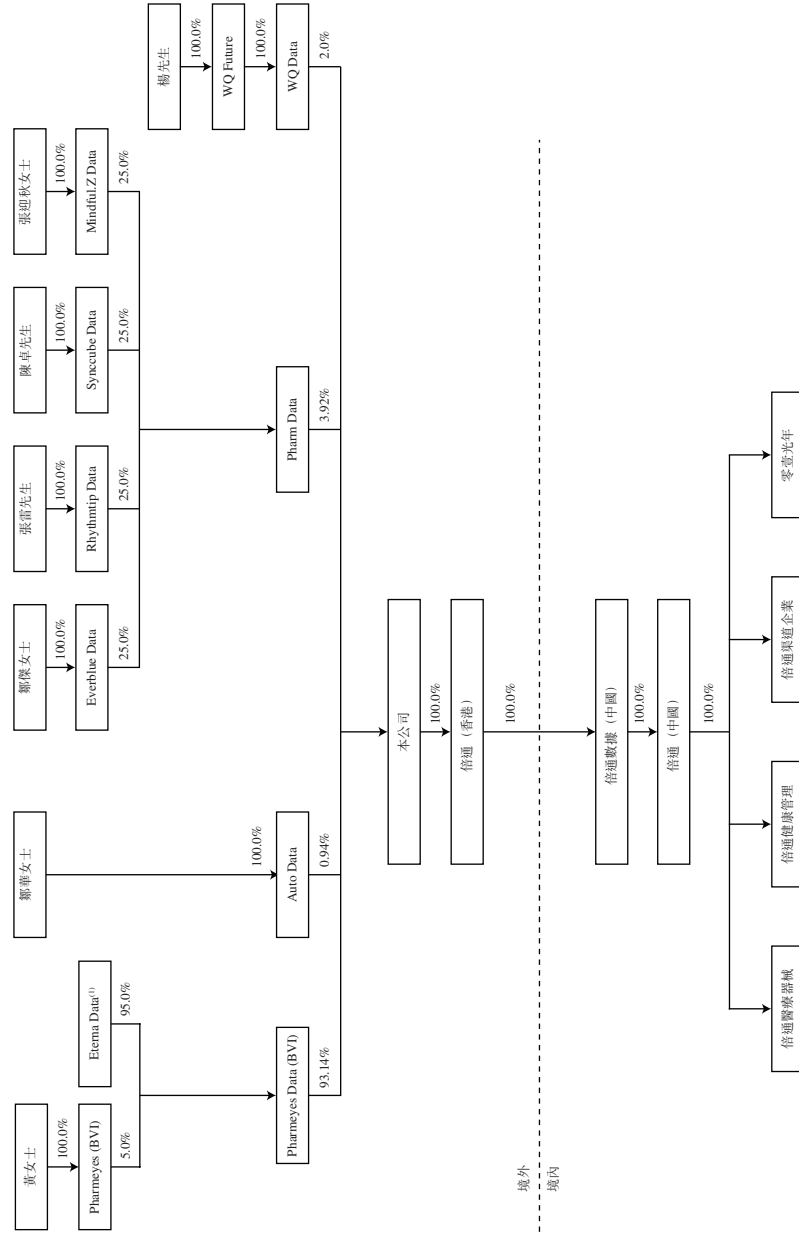 黃女士
100.0%
Pharmeyes (BVI)
5.0%
Eterna Data(1)
95.0%
Pharmeyes Data (BVI)
93.14%
鄒華女士
100.0%
Auto Data
0.94%
鄒傑女士
100.0%
Everblue Data
25.0%
張雷先生
100.0%
Rhythmtip Data
25.0%
陳卓先生
100.0%
Synccube Data
25.0%
張迎秋女士
100.0%
Mindful.Z Data
25.0%
Pharm Data
3.92%
楊先生
100.0%
WQ Future
100.0%
WQ Data
2.0%
本公司
100.0%
倍通（香港）
100.0%
境外
境內
倍通數據（中國）
100.0%
倍通（中國）
100.0%
倍通醫療器械
倍通健康管理
倍通渠道企業
零壹光年